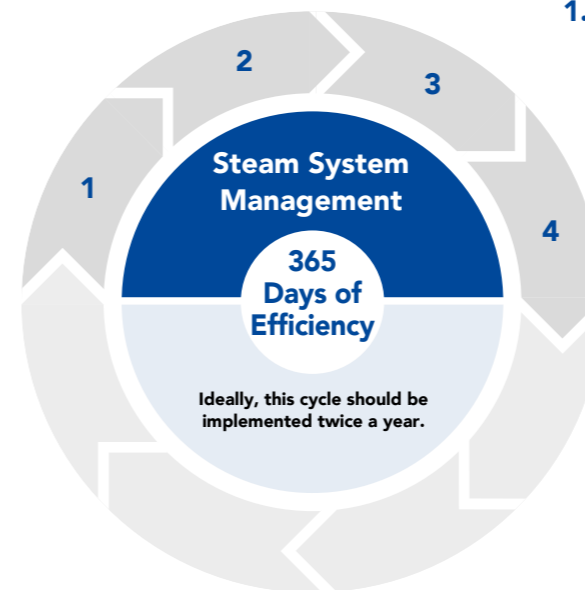 1.
2
3
1
4
Steam System
Management
365
Days of
Efficiency
Ideally, this cycle should be
implemented twice a year.